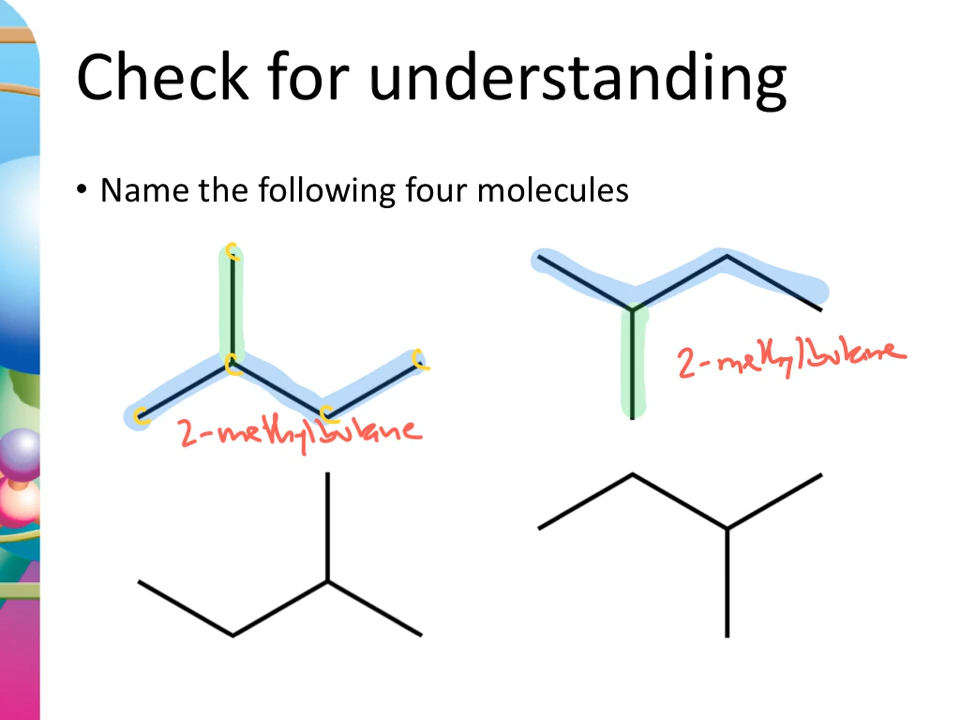 Check for understanding
• Name the following four molecules
C
C
C
C
C
2-methylbutane
2-methylbutane